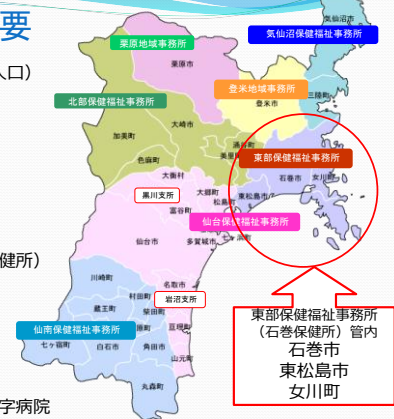 要
気仙沼市
栗原地域事務所
気仙沼保健福祉事務所
人口）
栗原市
登米地域事務所
北部保健福祉事務所
登米市
三陸町
大崎市
加美町
涌谷町
美里
東部保健福祉事務所
色麻町
石巻市
女川町
大衡村
黒川支所
大郷町
東松島市
松島町
富谷町
仙台保健福祉事務所
仙台市
多賀城市
七ヶ浜町
健所）
川崎町
名取市
岩沼支所
村田町
蔵王町
柴田町
仙南保健福祉事務所
原町
亘理町
七ヶ宿町
白石市
角田市
山元町
丸森町
東部保健福祉事務所
（石巻保健所）管内
石巻市
東松島市
女川町
字病院